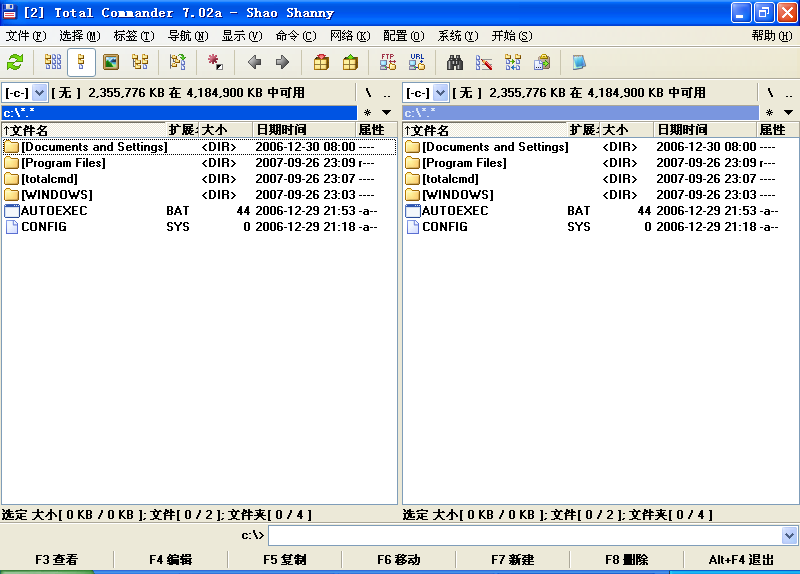 [2] Total Commander 7.02a - Shao Shanny
文件(F) 选择(M) 标签(T) 导航(N) 显示(V) 命令(C) 网络(K) 配置(O) 系统(Y) 开始(S) 帮助(H)
FTP URL
[-c-] [ 无 ] 2,355,776 KB 在 4,184,900 KB 中可用 \ ..
c:\*.* *
↑文件名 扩展名 大小 日期时间 属性
[Documents and Settings] <DIR> 2006-12-30 08:00 ----
[Program Files] <DIR> 2007-09-26 23:09 r---
[totalcmd] <DIR> 2007-09-26 23:07 ----
[WINDOWS] <DIR> 2007-09-26 23:03 ----
AUTOEXEC BAT 44 2006-12-29 21:53 -a--
CONFIG SYS 0 2006-12-29 21:18 -a--
选定 大小[ 0 KB / 0 KB ]; 文件[ 0 / 2 ]; 文件夹[ 0 / 4 ]
[-c-] [ 无 ] 2,355,776 KB 在 4,184,900 KB 中可用 \ ..
c:\*.* *
↑文件名 扩展名 大小 日期时间 属性
[Documents and Settings] <DIR> 2006-12-30 08:00 ----
[Program Files] <DIR> 2007-09-26 23:09 r---
[totalcmd] <DIR> 2007-09-26 23:07 ----
[WINDOWS] <DIR> 2007-09-26 23:03 ----
AUTOEXEC BAT 44 2006-12-29 21:53 -a--
CONFIG SYS 0 2006-12-29 21:18 -a--
选定 大小[ 0 KB / 0 KB ]; 文件[ 0 / 2 ]; 文件夹[ 0 / 4 ]
c:\>
F3 查看 F4 编辑 F5 复制 F6 移动 F7 新建 F8 删除 Alt+F4 退出